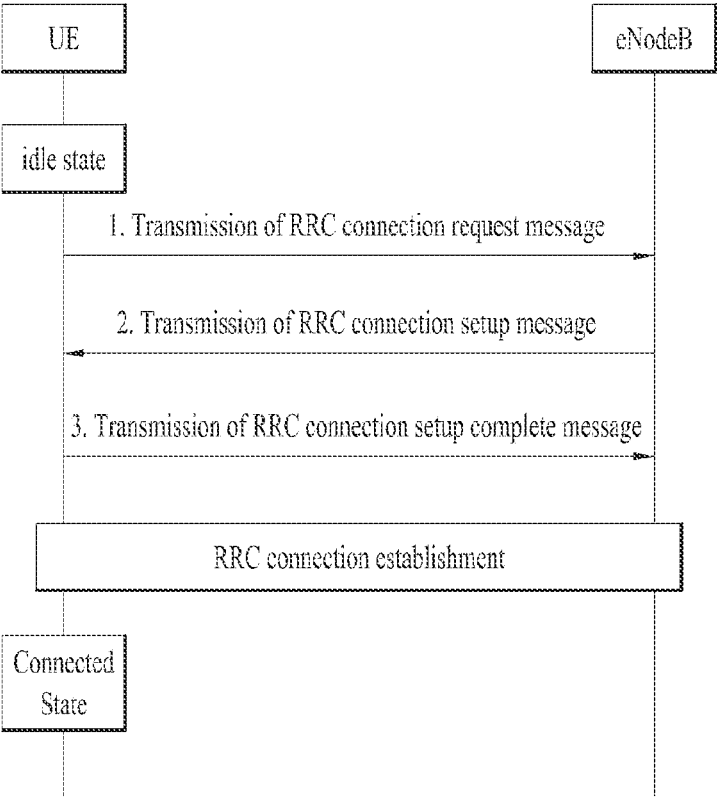 UE
eNodeB
idle state
1. Transmission of RRC connection request message
2. Transmission of RRC connection setup message
3. Transmission of RRC connection setup complete message
RRC connection establishment
Connected
State